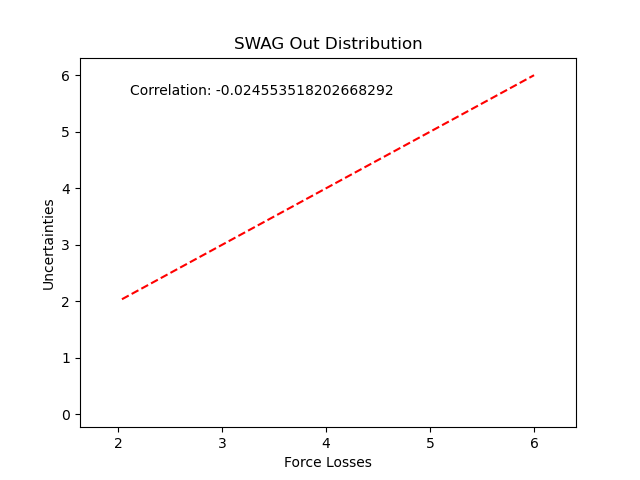 SWAG Out Distribution
Correlation: -0.024553518202668292
Uncertainties
6
5
4
3
2
1
0
2 3 4 5 6
Force Losses